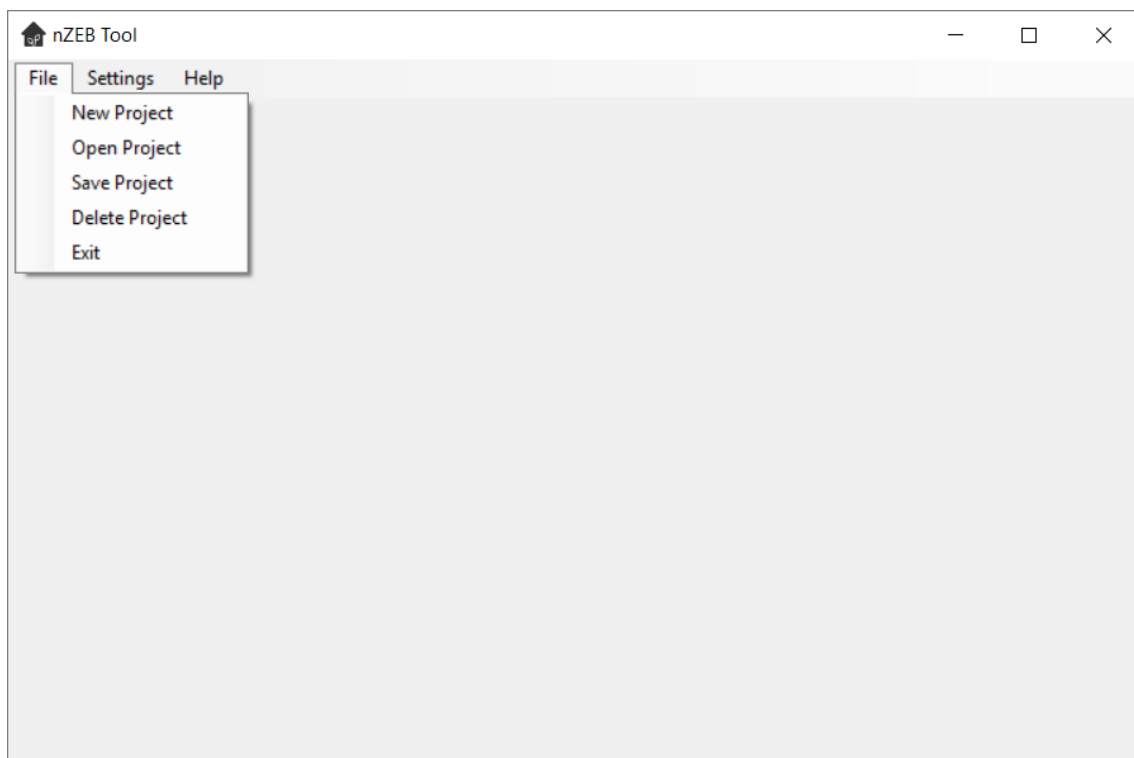 nZEB Tool
File Settings Help
New Project
Open Project
Save Project
Delete Project
Exit